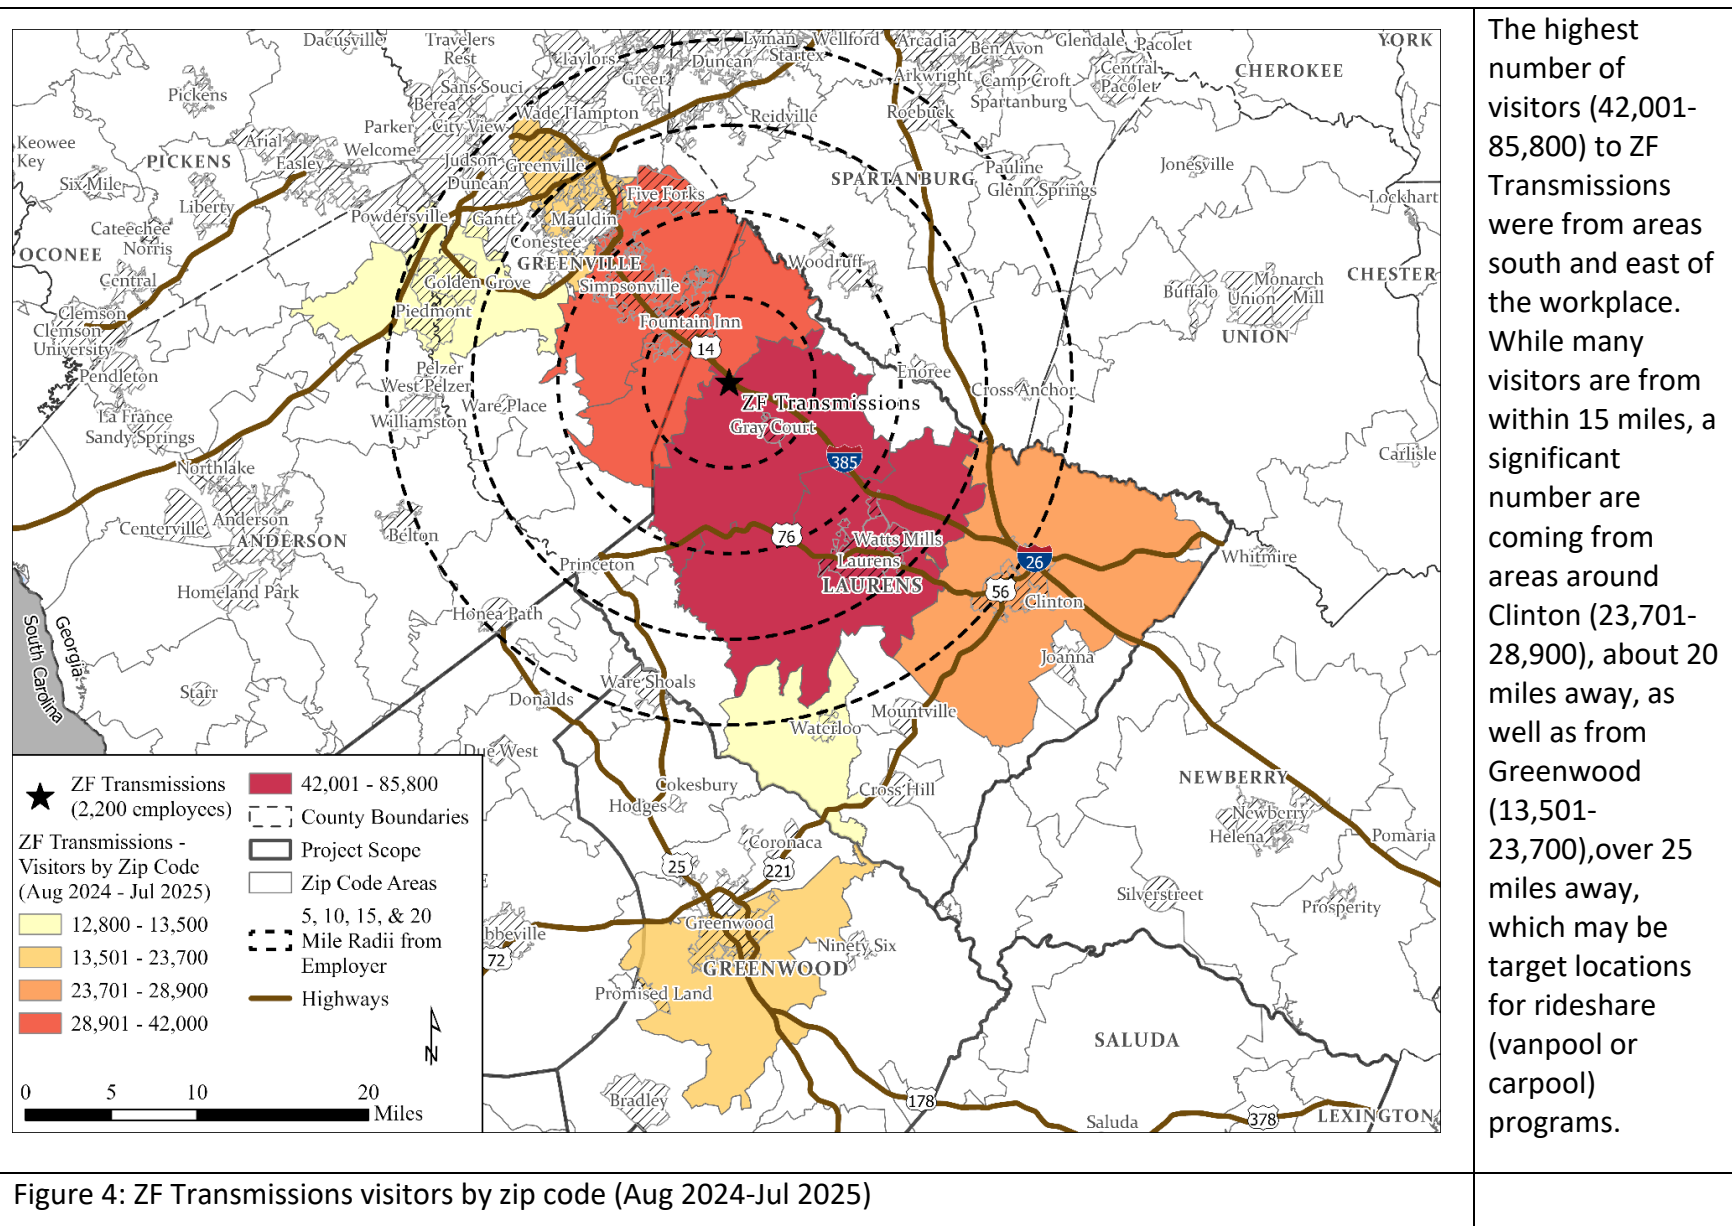 Dacusville
Travelers
Rest
Lyman
Wellford
Arcadia
Ben Avon
Glendale
Pacolet
YORK
Taylors
Duncan
Startex
Greer
Arkwright
Camp Croft
Central
Pacolet
CHEROKEE
Sans Souci
Pickens
Berea
Spartanburg
Wade Hampton
Reidville
Roebuck
Parker
City View
Keowee
Key
Arial
Welcome
PICKENS
Easley
Judson
Greenville
Pauline
Jonesville
Six Mile
Duncan
SPARTANBURG
Glenn Springs
Five Forks
Lockhart
Liberty
Powdersville
Gantt
Mauldin
Cateechee
Norris
Conestee
OCONEE
GREENVILLE
Woodruff
CHESTER
Central
Golden Grove
Simpsonville
Monarch
Mill
Buffalo
Union
Clemson
Piedmont
Clemson
University
Fountain Inn
UNION
14
Pendleton
Pelzer
West Pelzer
Enoree
Cross Anchor
Ware Place
ZF Transmissions
La France
Williamston
Gray Court
Sandy Springs
Carlisle
385
Northlake
Centerville
Anderson
ANDERSON
Belton
76
Watts Mills
Laurens
Princeton
26
Whitmire
LAURENS
56
Homeland Park
Clinton
Honea Path
Georgia
South Carolina
Joanna
Starr
Ware Shoals
Donalds
Mountville
Waterloo
Due West
Cokesbury
Cross Hill
NEWBERRY
Hodges
Newberry
Helena
Pomaria
Coronaca
25
221
Silverstreet
Prosperity
Greenwood
bbeville
Ninety Six
72
GREENWOOD
Promised Land
SALUDA
Bradley
178
Saluda
378
LEXINGTON
ZF Transmissions
(2,200 employees)
ZF Transmissions -
Visitors by Zip Code
(Aug 2024 - Jul 2025)
12,800 - 13,500
13,501 - 23,700
23,701 - 28,900
28,901 - 42,000
42,001 - 85,800
County Boundaries
Project Scope
Zip Code Areas
5, 10, 15, & 20
Mile Radii from
Employer
Highways
N
0 5 10 20
Miles
The highest
number of
visitors (42,001-
85,800) to ZF
Transmissions
were from areas
south and east of
the workplace.
While many
visitors are from
within 15 miles, a
significant
number are
coming from
areas around
Clinton (23,701-
28,900), about 20
miles away, as
well as from
Greenwood
(13,501-
23,700),over 25
miles away,
which may be
target locations
for rideshare
(vanpool or
carpool)
programs.
Figure 4: ZF Transmissions visitors by zip code (Aug 2024-Jul 2025)